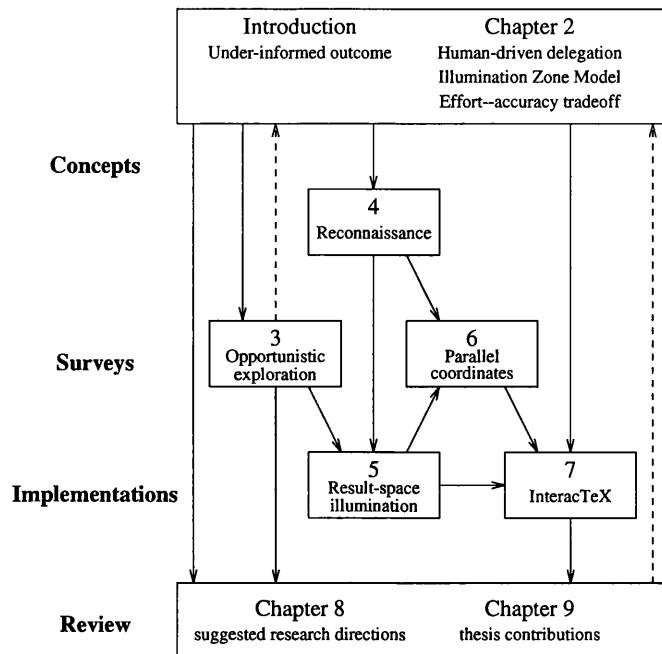 Introduction
Under-informed outcome
Chapter 2
Human-driven delegation
Illumination Zone Model
Effort--accuracy tradeoff
Concepts
4
Reconnaissance
Surveys
3
Opportunistic
exploration
6
Parallel
coordinates
Implementations
5
Result-space
illumination
7
InteracTeX
Review
Chapter 8
suggested research directions
Chapter 9
thesis contributions